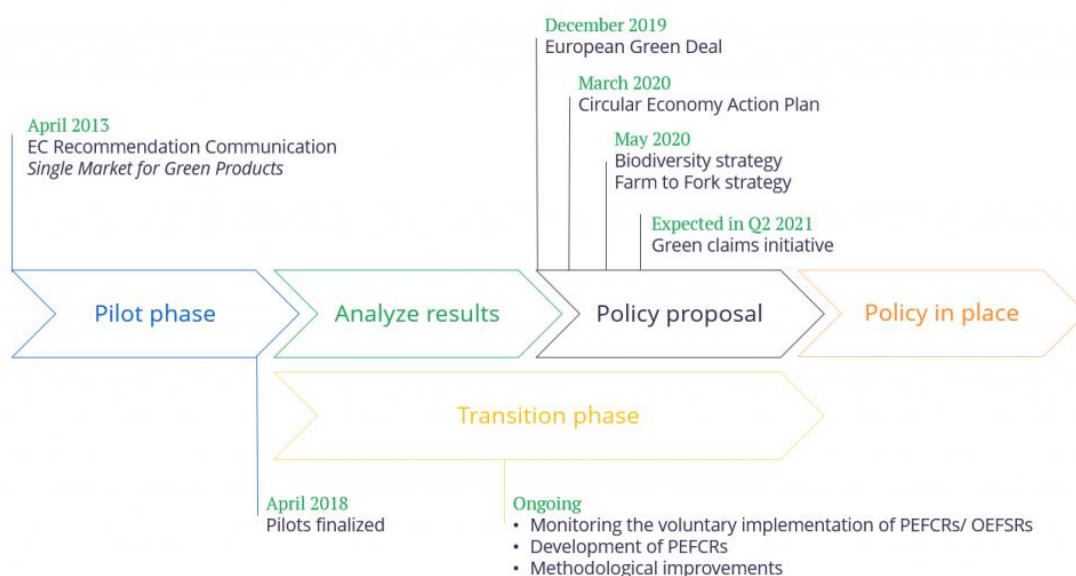 December 2019
European Green Deal
March 2020
Circular Economy Action Plan
April 2013
EC Recommendation Communication
Single Market for Green Products
May 2020
Biodiversity strategy
Farm to Fork strategy
Expected in Q2 2021
Green claims initiative
Pilot phase
Analyze results
Policy proposal
Policy in place
Transition phase
April 2018
Pilots finalized
Ongoing
• Monitoring the voluntary implementation of PEFCRs/ OEFSRs
• Development of PEFCRs
• Methodological improvements